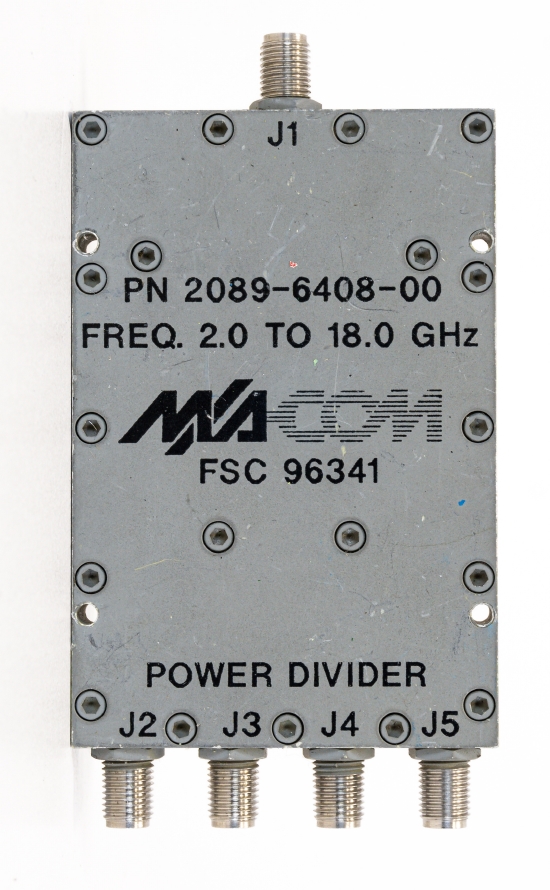 J1
PN 2089-6408-00
FREQ. 2.0 TO 18.0 GHz
M/A-COM
FSC 96341
POWER DIVIDER
J2 J3 J4 J5